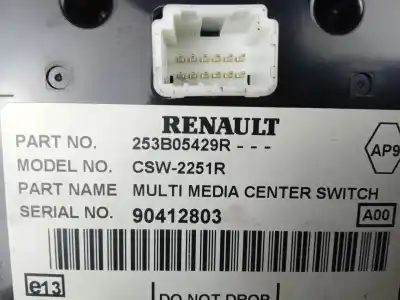 RENAULT
PART NO. 253B05429R - - -
AP9
MODEL NO. CSW-2251R
PART NAME MULTI MEDIA CENTER SWITCH
SERIAL NO. 90412803
A00
e13
DO NOT DROP